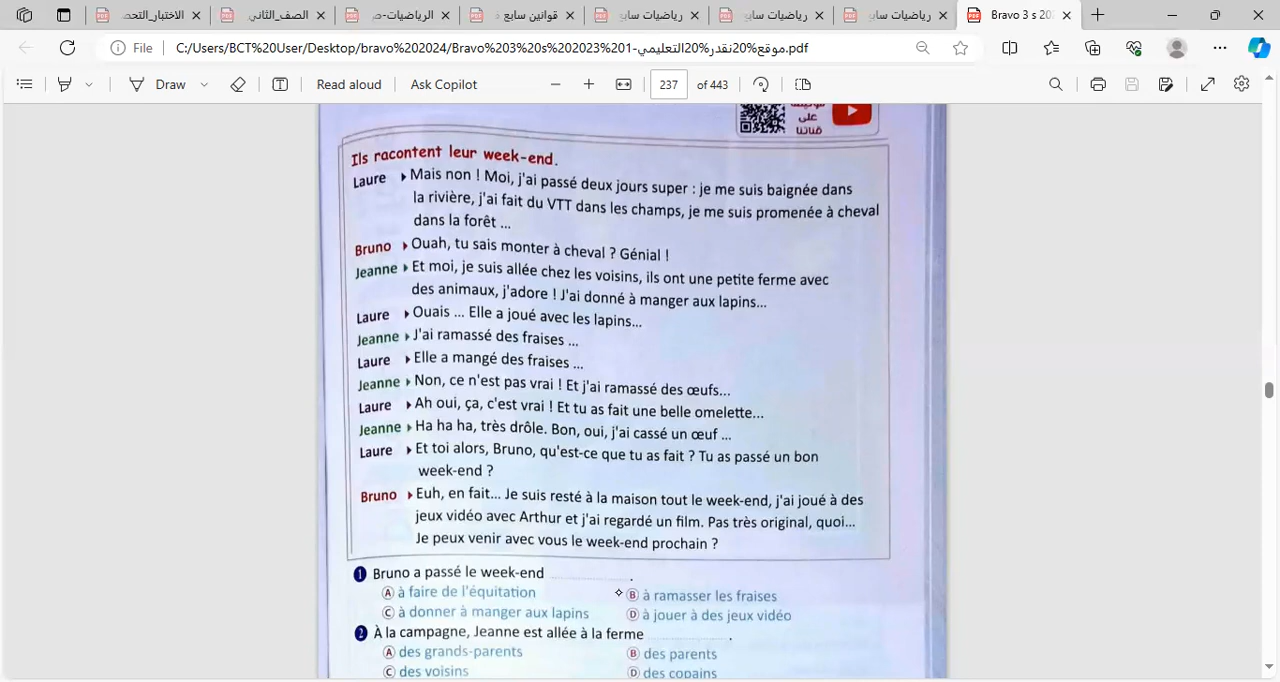 الاختبار_التحص
الصف_الثاني_
الرياضيات-ص
قوانين سابع ة
رياضيات سابع
رياضيات سابع
رياضيات سابع
Bravo 3 s 202
File
C:/Users/BCT%20User/Desktop/bravo%202024/Bravo%203%20s%202023%201-موقع%20نقدر%20التعليمي.pdf
Draw
Read aloud
Ask Copilot
237 of 443
على
قناتنا
Ils racontent leur week-end.
Laure Mais non ! Moi, j'ai passé deux jours super : je me suis baignée dans
la rivière, j'ai fait du VTT dans les champs, je me suis promenée à cheval
dans la forêt ...
Bruno Ouah, tu sais monter à cheval ? Génial !
Jeanne Et moi, je suis allée chez les voisins, ils ont une petite ferme avec
des animaux, j'adore ! J'ai donné à manger aux lapins...
Laure Ouais ... Elle a joué avec les lapins...
Jeanne J'ai ramassé des fraises ...
Laure Elle a mangé des fraises ...
Jeanne Non, ce n'est pas vrai ! Et j'ai ramassé des œufs...
Laure Ah oui, ça, c'est vrai ! Et tu as fait une belle omelette...
Jeanne Ha ha ha, très drôle. Bon, oui, j'ai cassé un œuf ...
Laure Et toi alors, Bruno, qu'est-ce que tu as fait ? Tu as passé un bon
week-end ?
Bruno Euh, en fait... Je suis resté à la maison tout le week-end, j'ai joué à des
jeux vidéo avec Arthur et j'ai regardé un film. Pas très original, quoi...
Je peux venir avec vous le week-end prochain ?
1 Bruno a passé le week-end .................... .
A à faire de l'équitation
B à ramasser les fraises
C à donner à manger aux lapins
D à jouer à des jeux vidéo
2 À la campagne, Jeanne est allée à la ferme .................... .
A des grands-parents
B des parents
C des voisins
D des copains